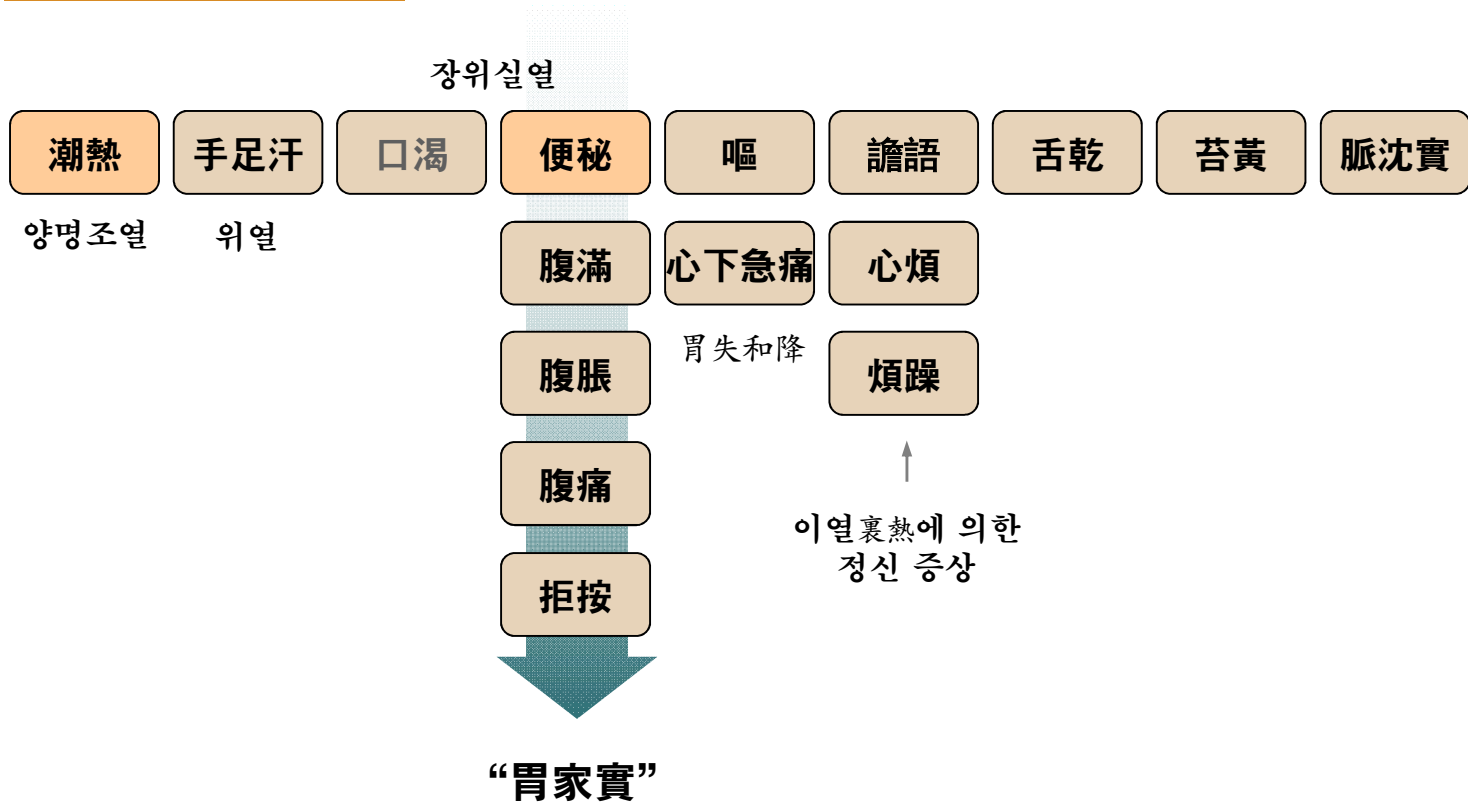 장위실열
潮熱 手足汗 口渴 便秘 嘔 譫語 舌乾 苔黃 脈沈實
양명조열 위열
腹滿 心下急痛 心煩
胃失和降
腹脹 煩躁
腹痛
이열裏熱에 의한
정신 증상
拒按
“胃家實”